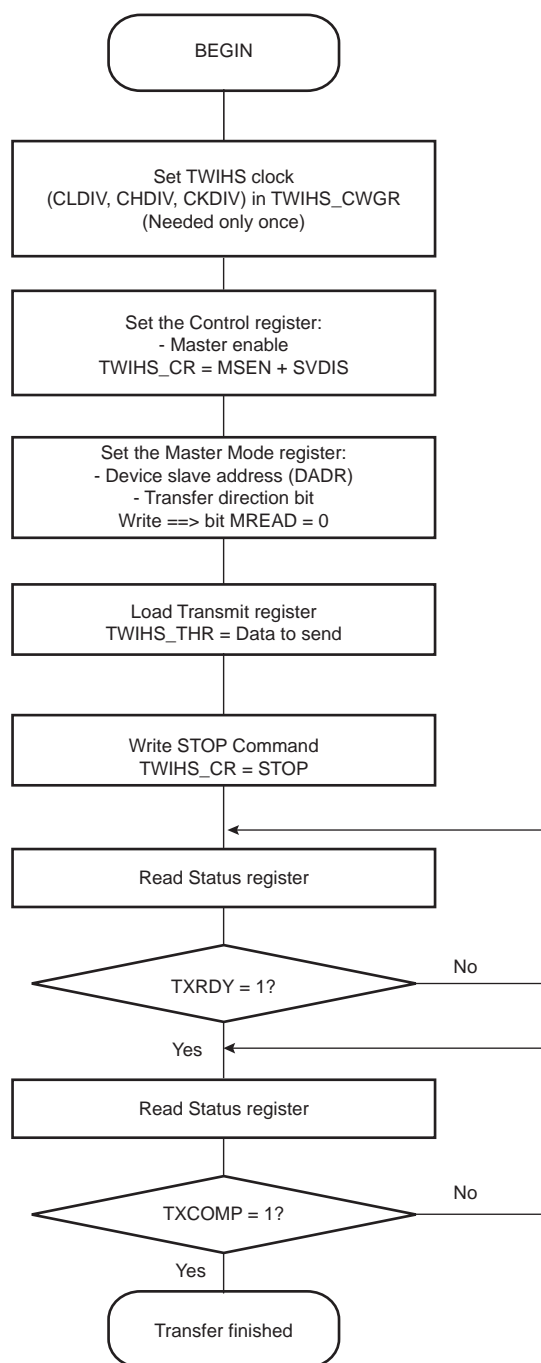 BEGIN
Set TWIHS clock
(CLDIV, CHDIV, CKDIV) in TWIHS_CWGR
(Needed only once)
Set the Control register:
- Master enable
TWIHS_CR = MSEN + SVDIS
Set the Master Mode register:
- Device slave address (DADR)
- Transfer direction bit
Write ==> bit MREAD = 0
Load Transmit register
TWIHS_THR = Data to send
Write STOP Command
TWIHS_CR = STOP
Read Status register
TXRDY = 1?
No
Yes
Read Status register
TXCOMP = 1?
No
Yes
Transfer finished